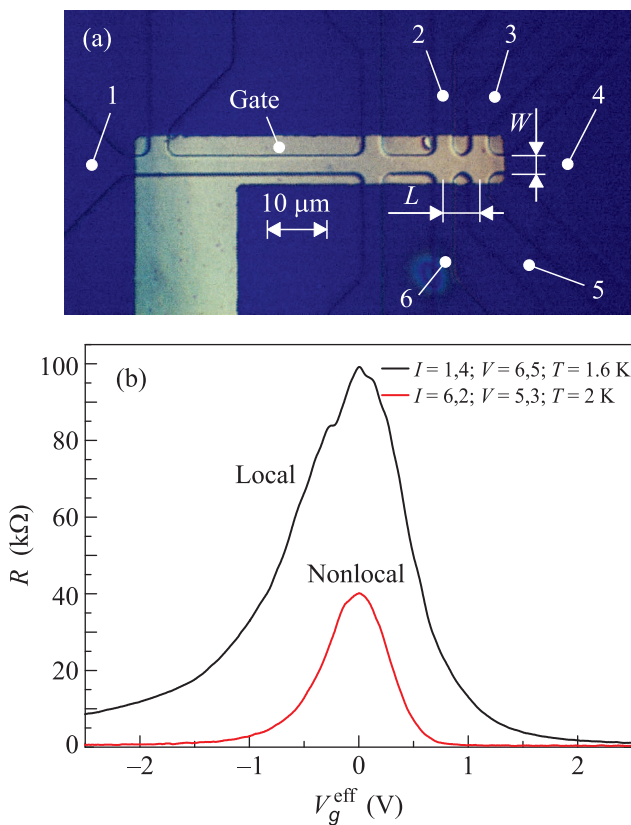 (a)
2
3
1
Gate
W
4
10 μm
L
6
5
(b)
I = 1,4; V = 6,5; T = 1.6 K
I = 6,2; V = 5,3; T = 2 K
100
80
60
40
20
0
R (kΩ)
Local
Nonlocal
–2
–1
0
1
2
V_g^eff (V)